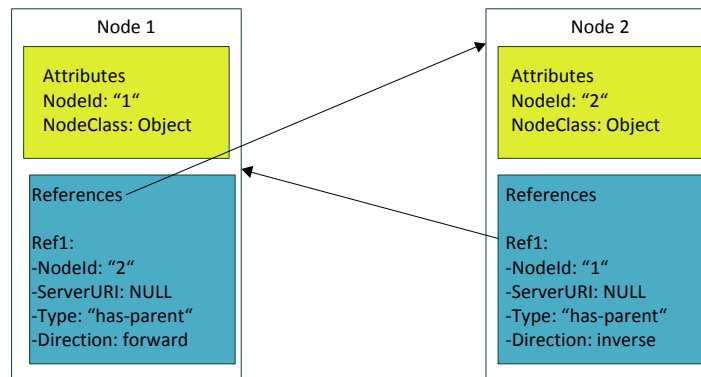 Node 1
Attributes
NodeId: “1“
NodeClass: Object
References
Ref1:
-NodeId: “2“
-ServerURI: NULL
-Type: “has-parent“
-Direction: forward
Node 2
Attributes
NodeId: “2“
NodeClass: Object
References
Ref1:
-NodeId: “1“
-ServerURI: NULL
-Type: “has-parent“
-Direction: inverse